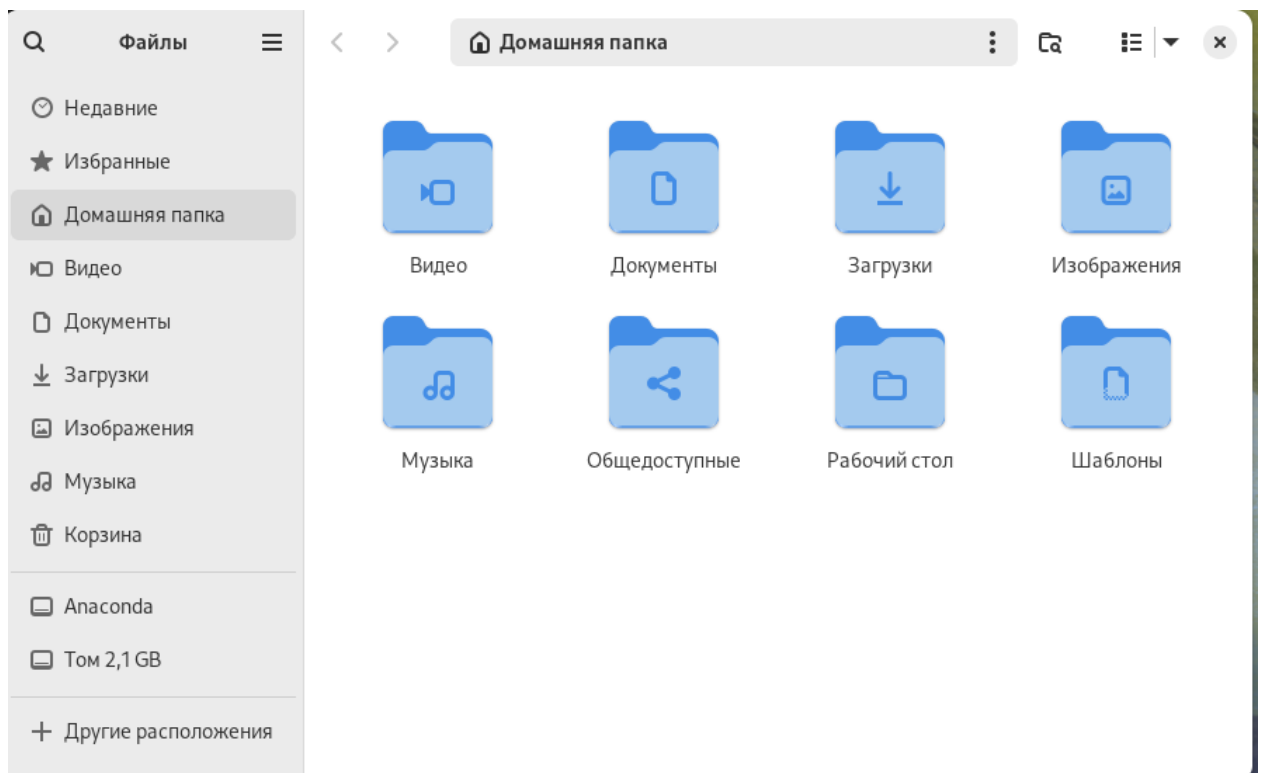 Файлы
Домашняя папка
Недавние
Избранные
Домашняя папка
Видео
Документы
Загрузки
Изображения
Музыка
Корзина
Anaconda
Том 2,1 GB
Другие расположения
Видео
Документы
Загрузки
Изображения
Музыка
Общедоступные
Рабочий стол
Шаблоны